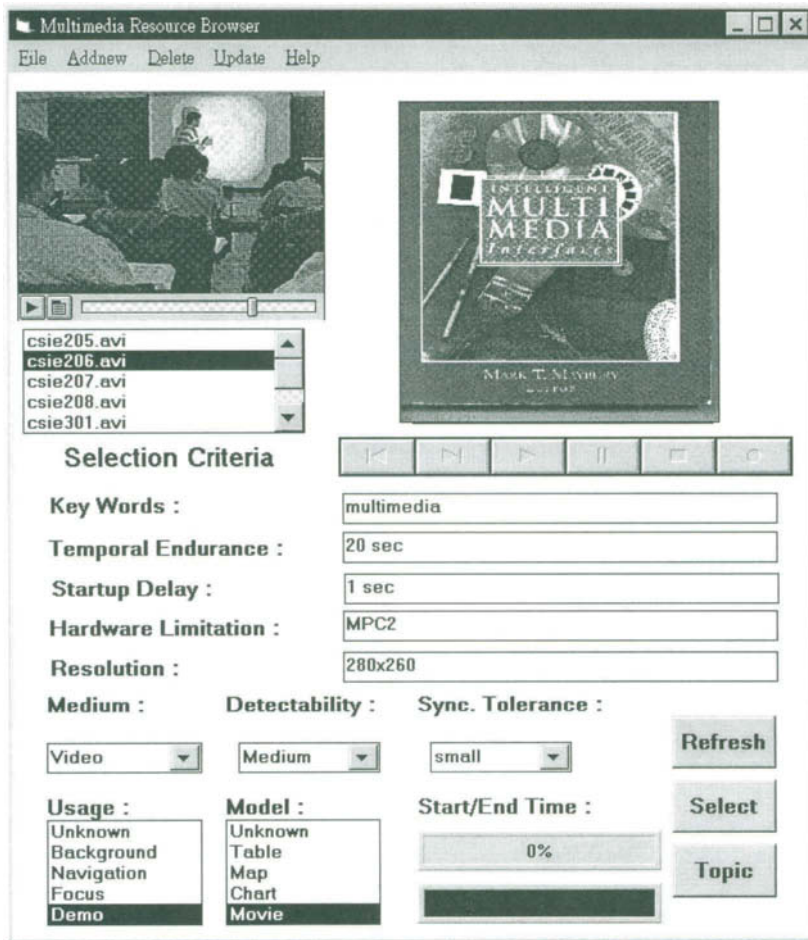 Multimedia Resource Browser
File Addnew Delete Update Help
INTELLIGENT
MULTI
MEDIA
Interfaces
MARK T. MAYBURY
EDITOR
csie205.avi
csie206.avi
csie207.avi
csie208.avi
csie301.avi
Selection Criteria
Key Words : multimedia
Temporal Endurance : 20 sec
Startup Delay : 1 sec
Hardware Limitation : MPC2
Resolution : 280x260
Medium : Detectability : Sync. Tolerance :
Video Medium small
Refresh
Usage : Model : Start/End Time :
Select
Unknown Unknown
Background Table
0%
Navigation Map
Focus Chart
Topic
Demo Movie